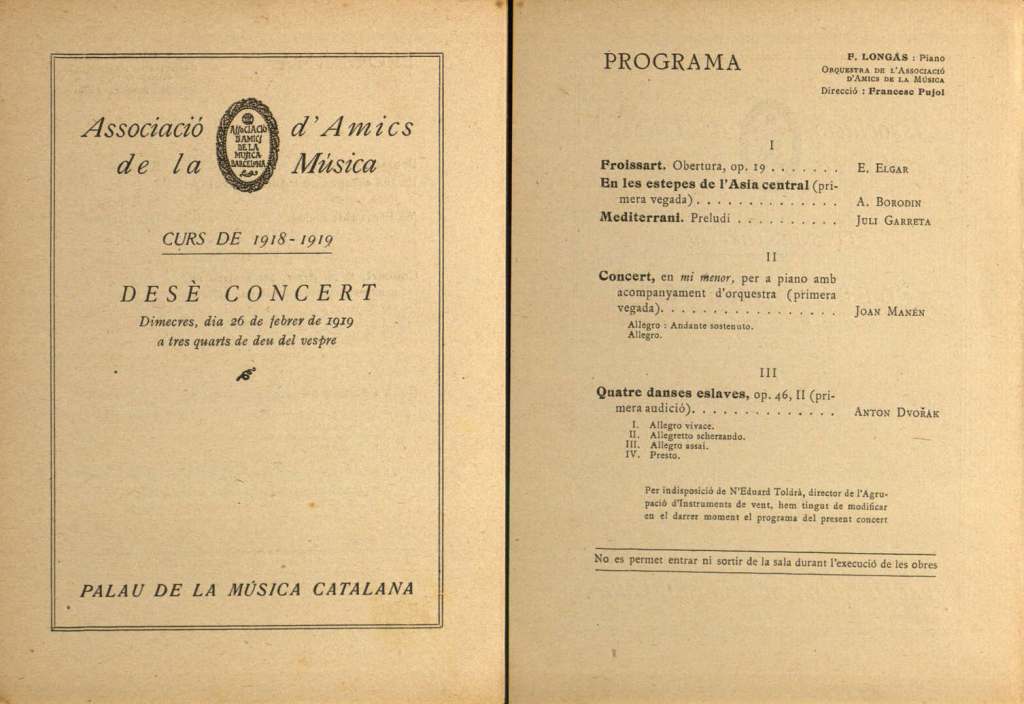 Associació d'Amics
de la Música
ASSOCIACIÓ
D'AMICS
DE LA
MÚSICA
BARCELONA
CURS DE 1918-1919
DESÈ CONCERT
Dimecres, dia 26 de febrer de 1919
a tres quarts de deu del vespre
PALAU DE LA MÚSICA CATALANA
PROGRAMA
F. LONGÁS : Piano
ORQUESTRA DE L'ASSOCIACIÓ
D'AMICS DE LA MÚSICA
Direcció : Francesc Pujol
I
Froissart. Obertura, op. 19 . . . . . . . E. ELGAR
En les estepes de l'Asia central (pri-
mera vegada) . . . . . . . . . . . . . . A. BORODIN
Mediterrani. Preludi . . . . . . . . . . JULI GARRETA
II
Concert, en mi menor, per a piano amb
acompanyament d'orquestra (primera
vegada). . . . . . . . . . . . . . . . . JOAN MANÉN
Allegro : Andante sostenuto.
Allegro.
III
Quatre danses eslaves, op. 46, II (pri-
mera audició). . . . . . . . . . . . . . ANTON DVOŘAK
I. Allegro vivace.
II. Allegretto scherzando.
III. Allegro assai.
IV. Presto.
Per indisposició de N'Eduard Toldrà, director de l'Agru-
pació d'Instruments de vent, hem tingut de modificar
en el darrer moment el programa del present concert
No es permet entrar ni sortir de la sala durant l'execució de les obres